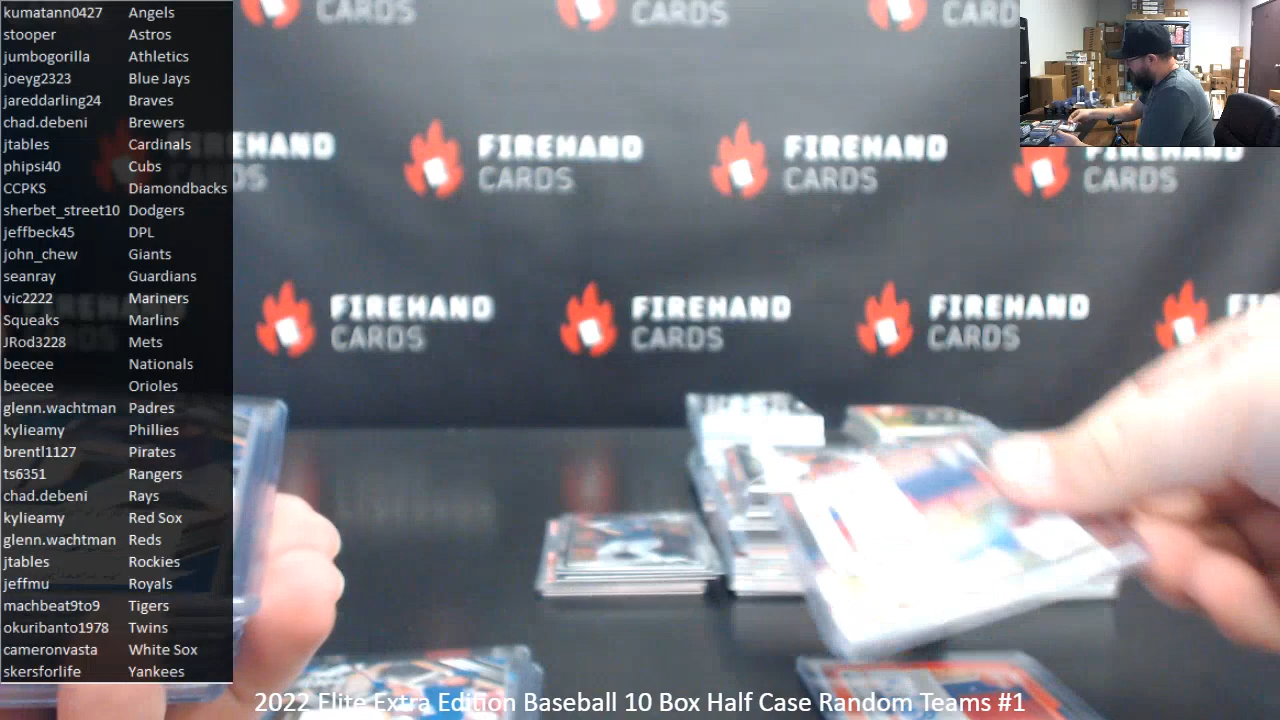 kumatann0427 Angels
stooper Astros
jumbogorilla Athletics
joeyg2323 Blue Jays
jareddarling24 Braves
chad.debeni Brewers
jtables Cardinals
phipsi40 Cubs
CCPKS Diamondbacks
sherbet_street10 Dodgers
jeffbeck45 DPL
john_chew Giants
seanray Guardians
vic2222 Mariners
Squeaks Marlins
JRod3228 Mets
beecee Nationals
beecee Orioles
glenn.wachtman Padres
kylieamy Phillies
brentl1127 Pirates
ts6351 Rangers
chad.debeni Rays
kylieamy Red Sox
glenn.wachtman Reds
jtables Rockies
jeffmu Royals
machbeat9to9 Tigers
okuribanto1978 Twins
cameronvasta White Sox
skersforlife Yankees
CARDS
CARDS
CARDS
FIREHAND
CARDS
FIREHAND
CARDS
FIREHAND
CARDS
FIREHAND
CARDS
FIREHAND
CARDS
FIREHAND
CARDS
2022 Elite Extra Edition Baseball 10 Box Half Case Random Teams #1